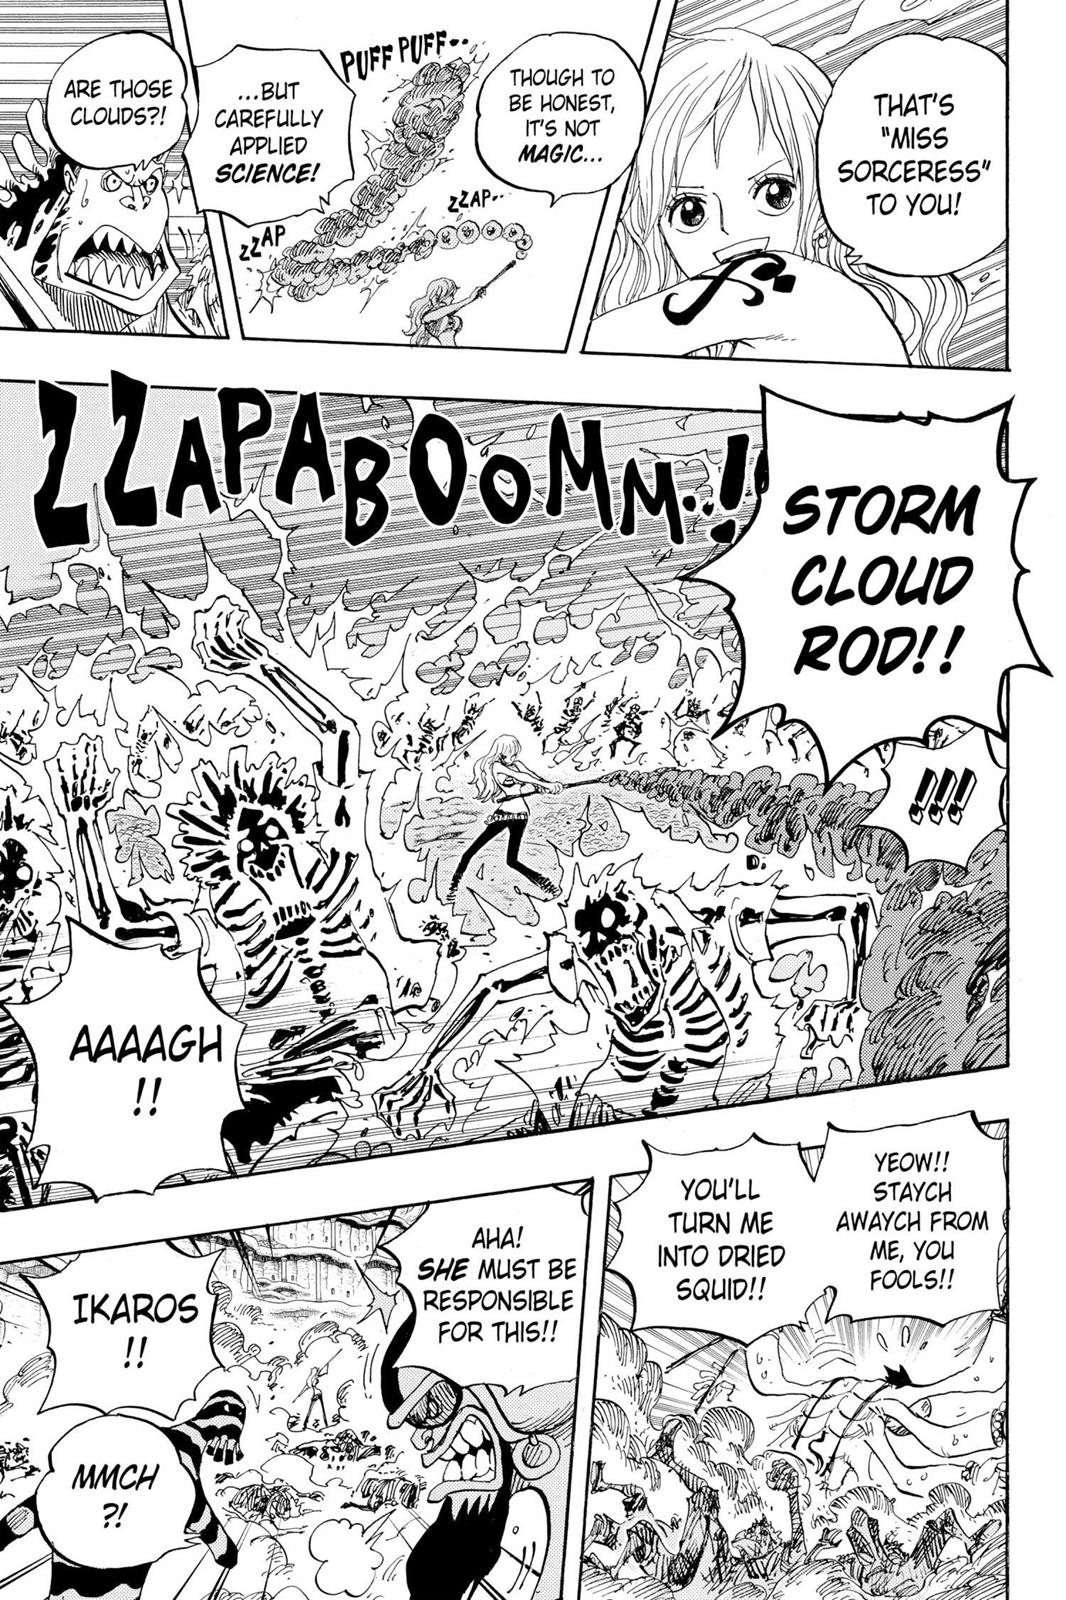 THAT'S
"MISS
SORCERESS"
TO YOU!
THOUGH TO
BE HONEST,
IT'S NOT
MAGIC...
PUFF PUFF..
ZZAP..
ZZAP
...BUT
CAREFULLY
APPLIED
SCIENCE!
ARE THOSE
CLOUDS?!
STORM
CLOUD
ROD!!
ZZAPABOOMM..!
!!!!
AAAAGH
!!
YEOW!!
STAYCH
AWAYCH FROM
ME, YOU
FOOLS!!
YOU'LL
TURN ME
INTO DRIED
SQUID!!
AHA!
SHE MUST BE
RESPONSIBLE
FOR THIS!!
IKAROS
!!
MMCH
?!